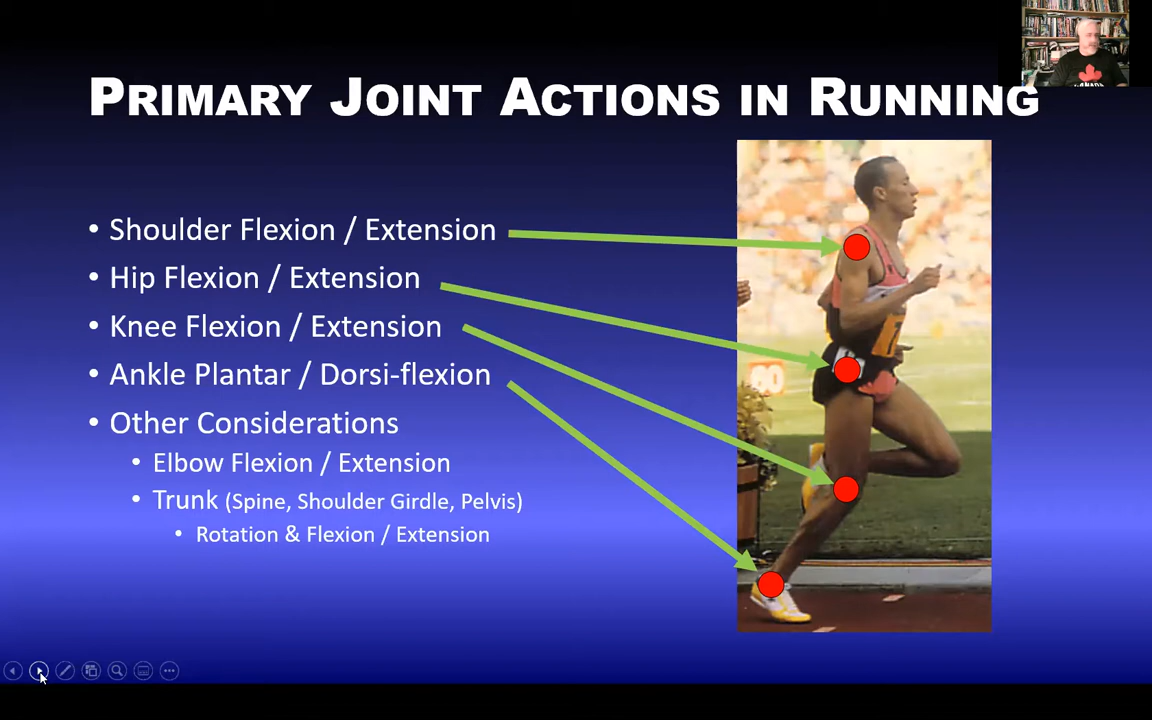 PRIMARY JOINT ACTIONS IN RUNNING
• Shoulder Flexion / Extension
• Hip Flexion / Extension
• Knee Flexion / Extension
• Ankle Plantar / Dorsi-flexion
• Other Considerations
• Elbow Flexion / Extension
• Trunk (Spine, Shoulder Girdle, Pelvis)
• Rotation & Flexion / Extension
60